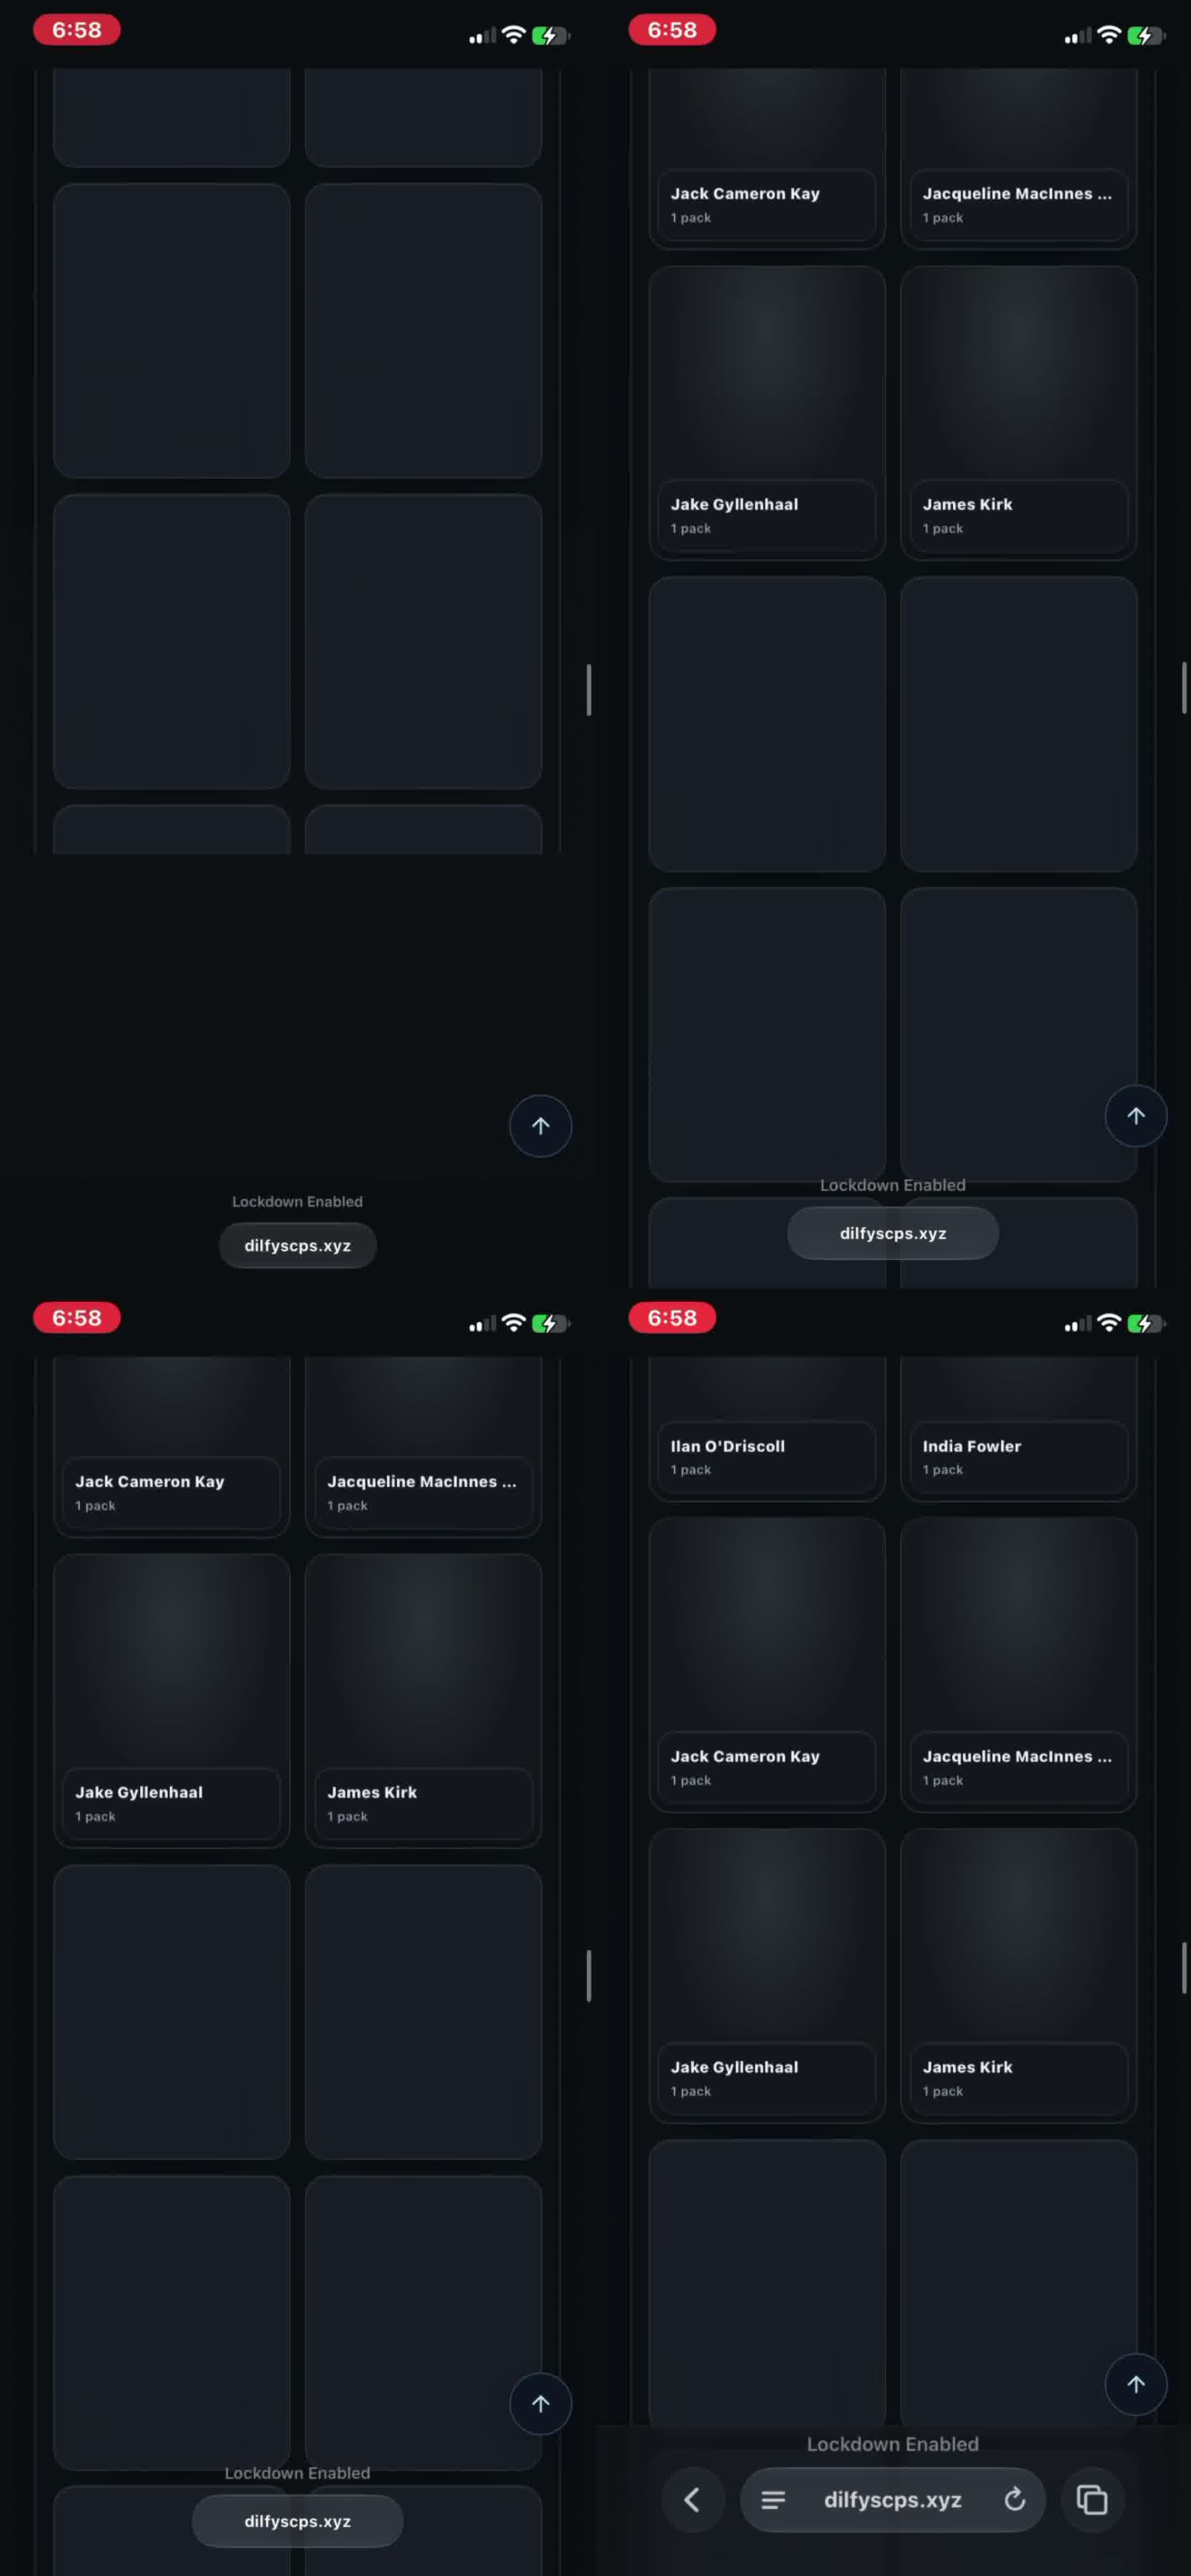 6:58
Lockdown Enabled
dilfyscps.xyz
6:58
Jack Cameron Kay
1 pack
Jacqueline MacInnes ...
1 pack
Jake Gyllenhaal
1 pack
James Kirk
1 pack
Lockdown Enabled
dilfyscps.xyz
6:58
Jack Cameron Kay
1 pack
Jacqueline MacInnes ...
1 pack
Jake Gyllenhaal
1 pack
James Kirk
1 pack
Lockdown Enabled
dilfyscps.xyz
6:58
Ilan O'Driscoll
1 pack
India Fowler
1 pack
Jack Cameron Kay
1 pack
Jacqueline MacInnes ...
1 pack
Jake Gyllenhaal
1 pack
James Kirk
1 pack
Lockdown Enabled
dilfyscps.xyz